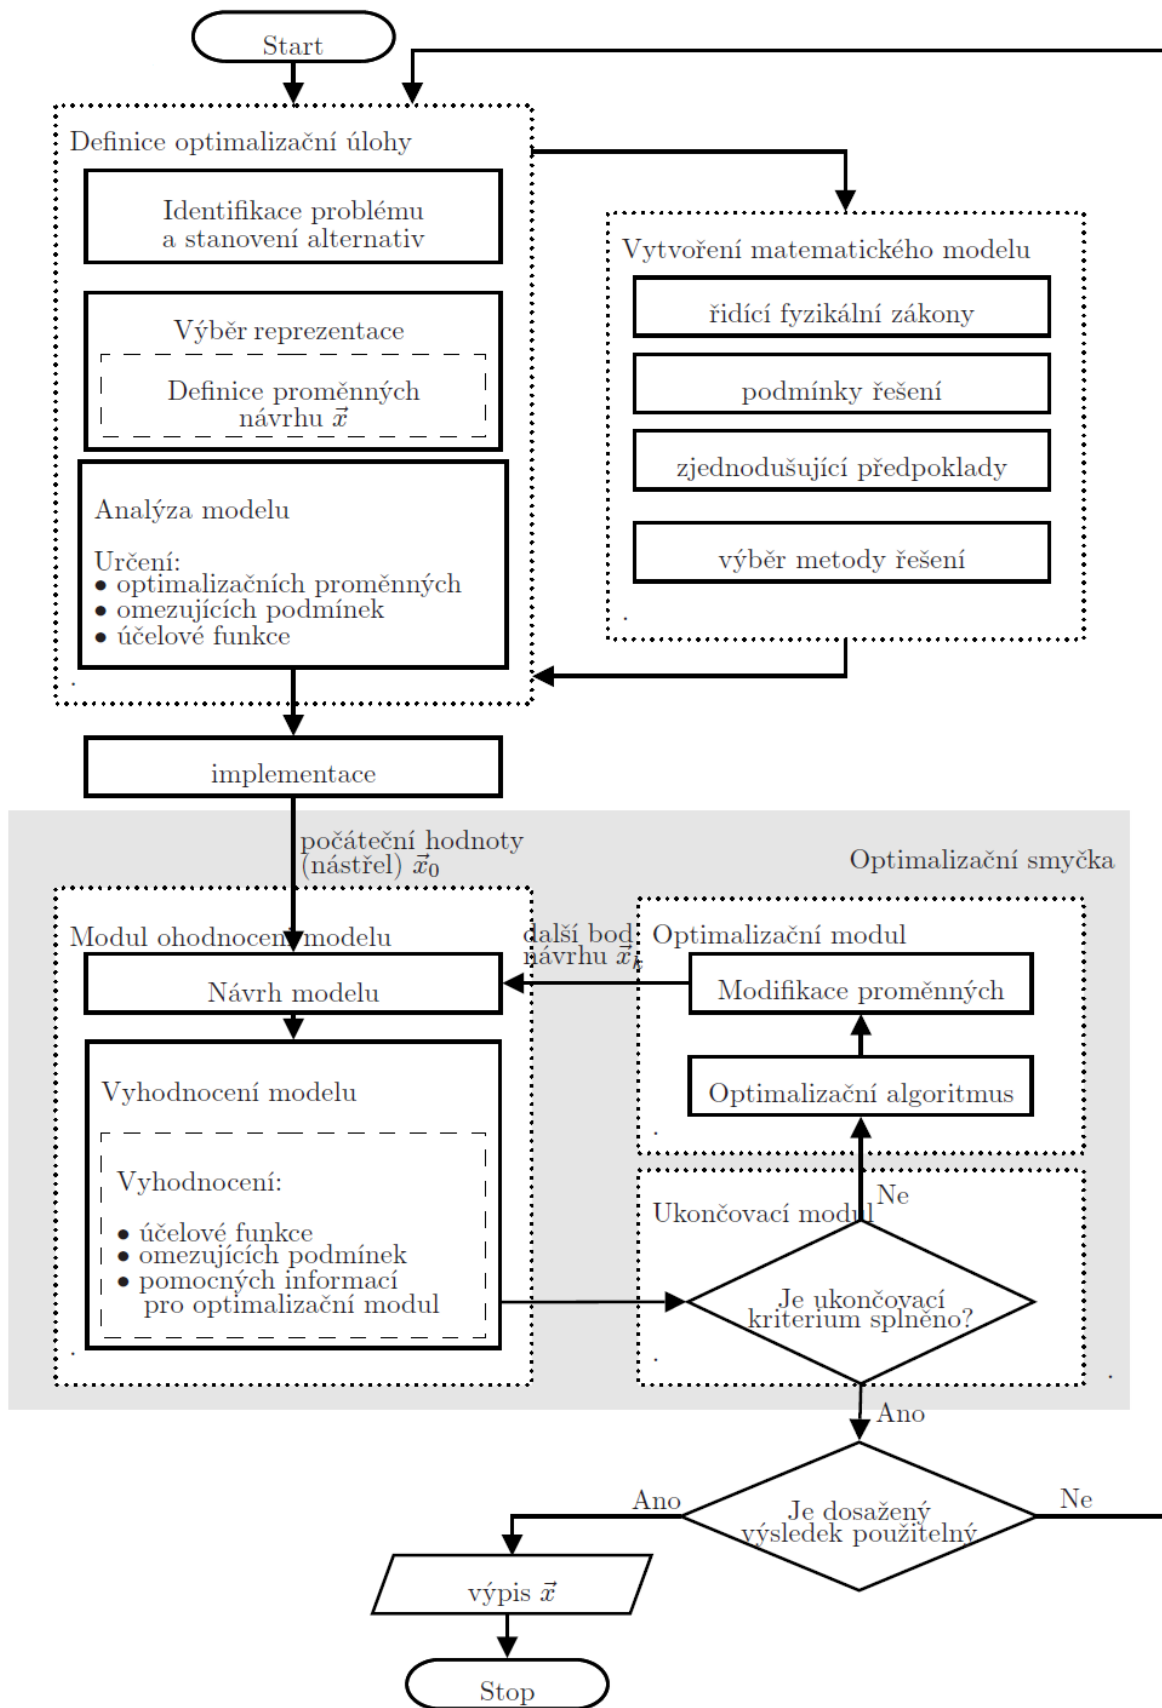 Start
Definice optimalizační úlohy
Identifikace problému
a stanovení alternativ
Výběr reprezentace
Definice proměnných
návrhu x⃗
Analýza modelu
Určení:
• optimalizačních proměnných
• omezujících podmínek
• účelové funkce
.
Vytvoření matematického modelu
řidící fyzikální zákony
podmínky řešení
zjednodušující předpoklady
výběr metody řešení
.
implementace
počáteční hodnoty
(nástřel) x⃗₀
Optimalizační smyčka
Modul ohodnocení modelu
Návrh modelu
Vyhodnocení modelu
Vyhodnocení:
• účelové funkce
• omezujících podmínek
• pomocných informací
pro optimalizační modul
.
další bod
návrhu x⃗ₖ
Optimalizační modul
Modifikace proměnných
Optimalizační algoritmus
.
Ne
Ukončovací modul
Je ukončovací
kriterium splněno?
.
.
Ano
Je dosažený
výsledek použitelný
Ano
Ne
výpis x⃗
Stop